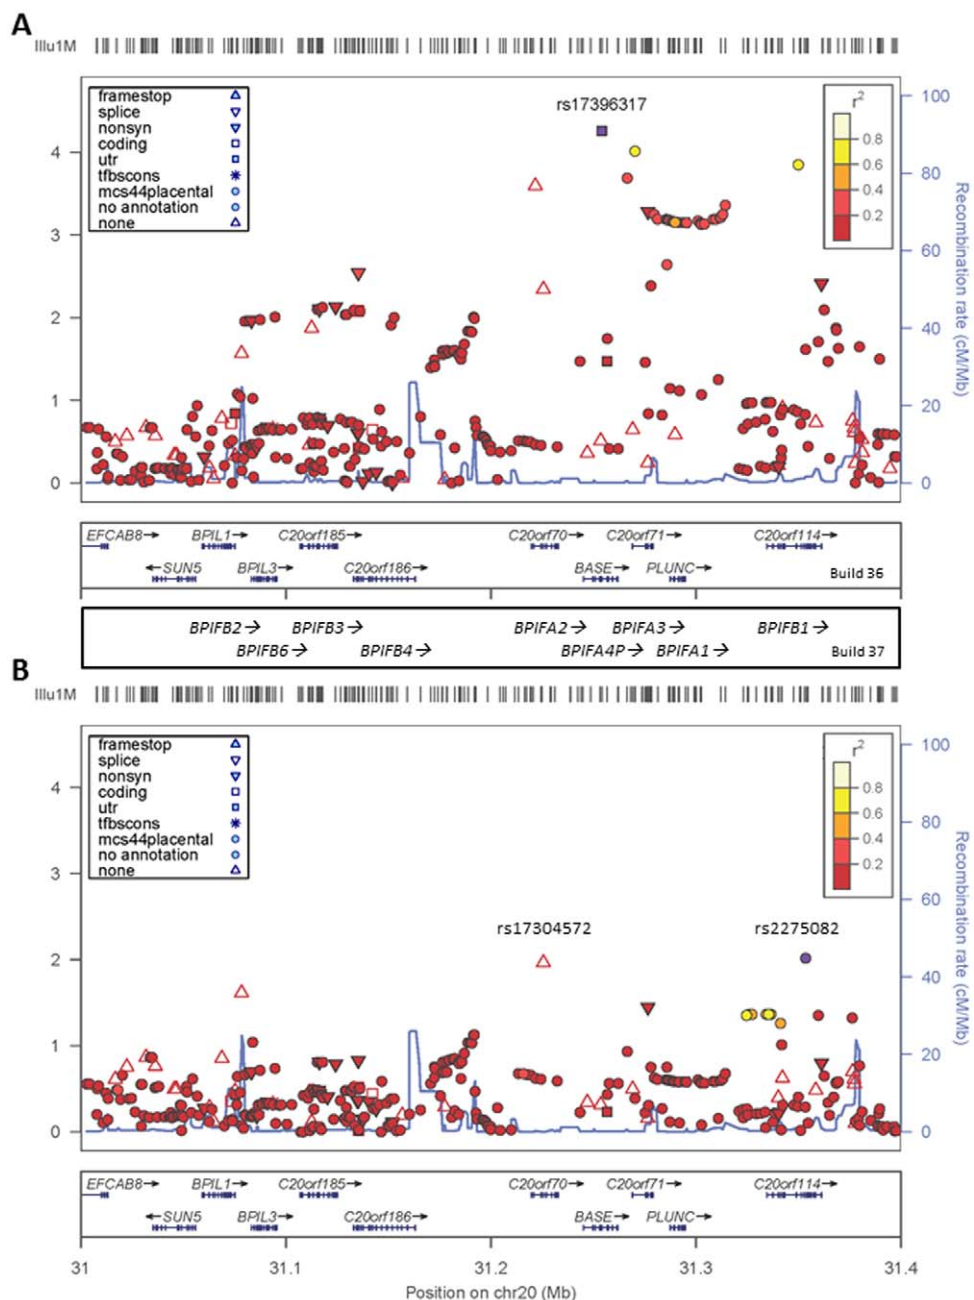 A
Illu1M
framestop
splice
nonsyn
coding
utr
tfbscons
mcs44placental
no annotation
none
rs17396317
r2
0.8
0.6
0.4
0.2
4
3
2
1
0
100
80
60
40
20
0
Recombination rate (cM/Mb)
EFCAB8→ BPIL1→ C20orf185→ C20orf70→ C20orf71→ C20orf114→
←SUN5 BPIL3→ C20orf186→ BASE→ PLUNC→ Build 36
BPIFB2→ BPIFB3→ BPIFA2→ BPIFA3→ BPIFB1→
BPIFB6→ BPIFB4→ BPIFA4P→ BPIFA1→ Build 37
B
Illu1M
framestop
splice
nonsyn
coding
utr
tfbscons
mcs44placental
no annotation
none
rs17304572 rs2275082
r2
0.8
0.6
0.4
0.2
4
3
2
1
0
100
80
60
40
20
0
Recombination rate (cM/Mb)
EFCAB8→ BPIL1→ C20orf185→ C20orf70→ C20orf71→ C20orf114→
←SUN5 BPIL3→ C20orf186→ BASE→ PLUNC→
31 31.1 31.2 31.3 31.4
Position on chr20 (Mb)